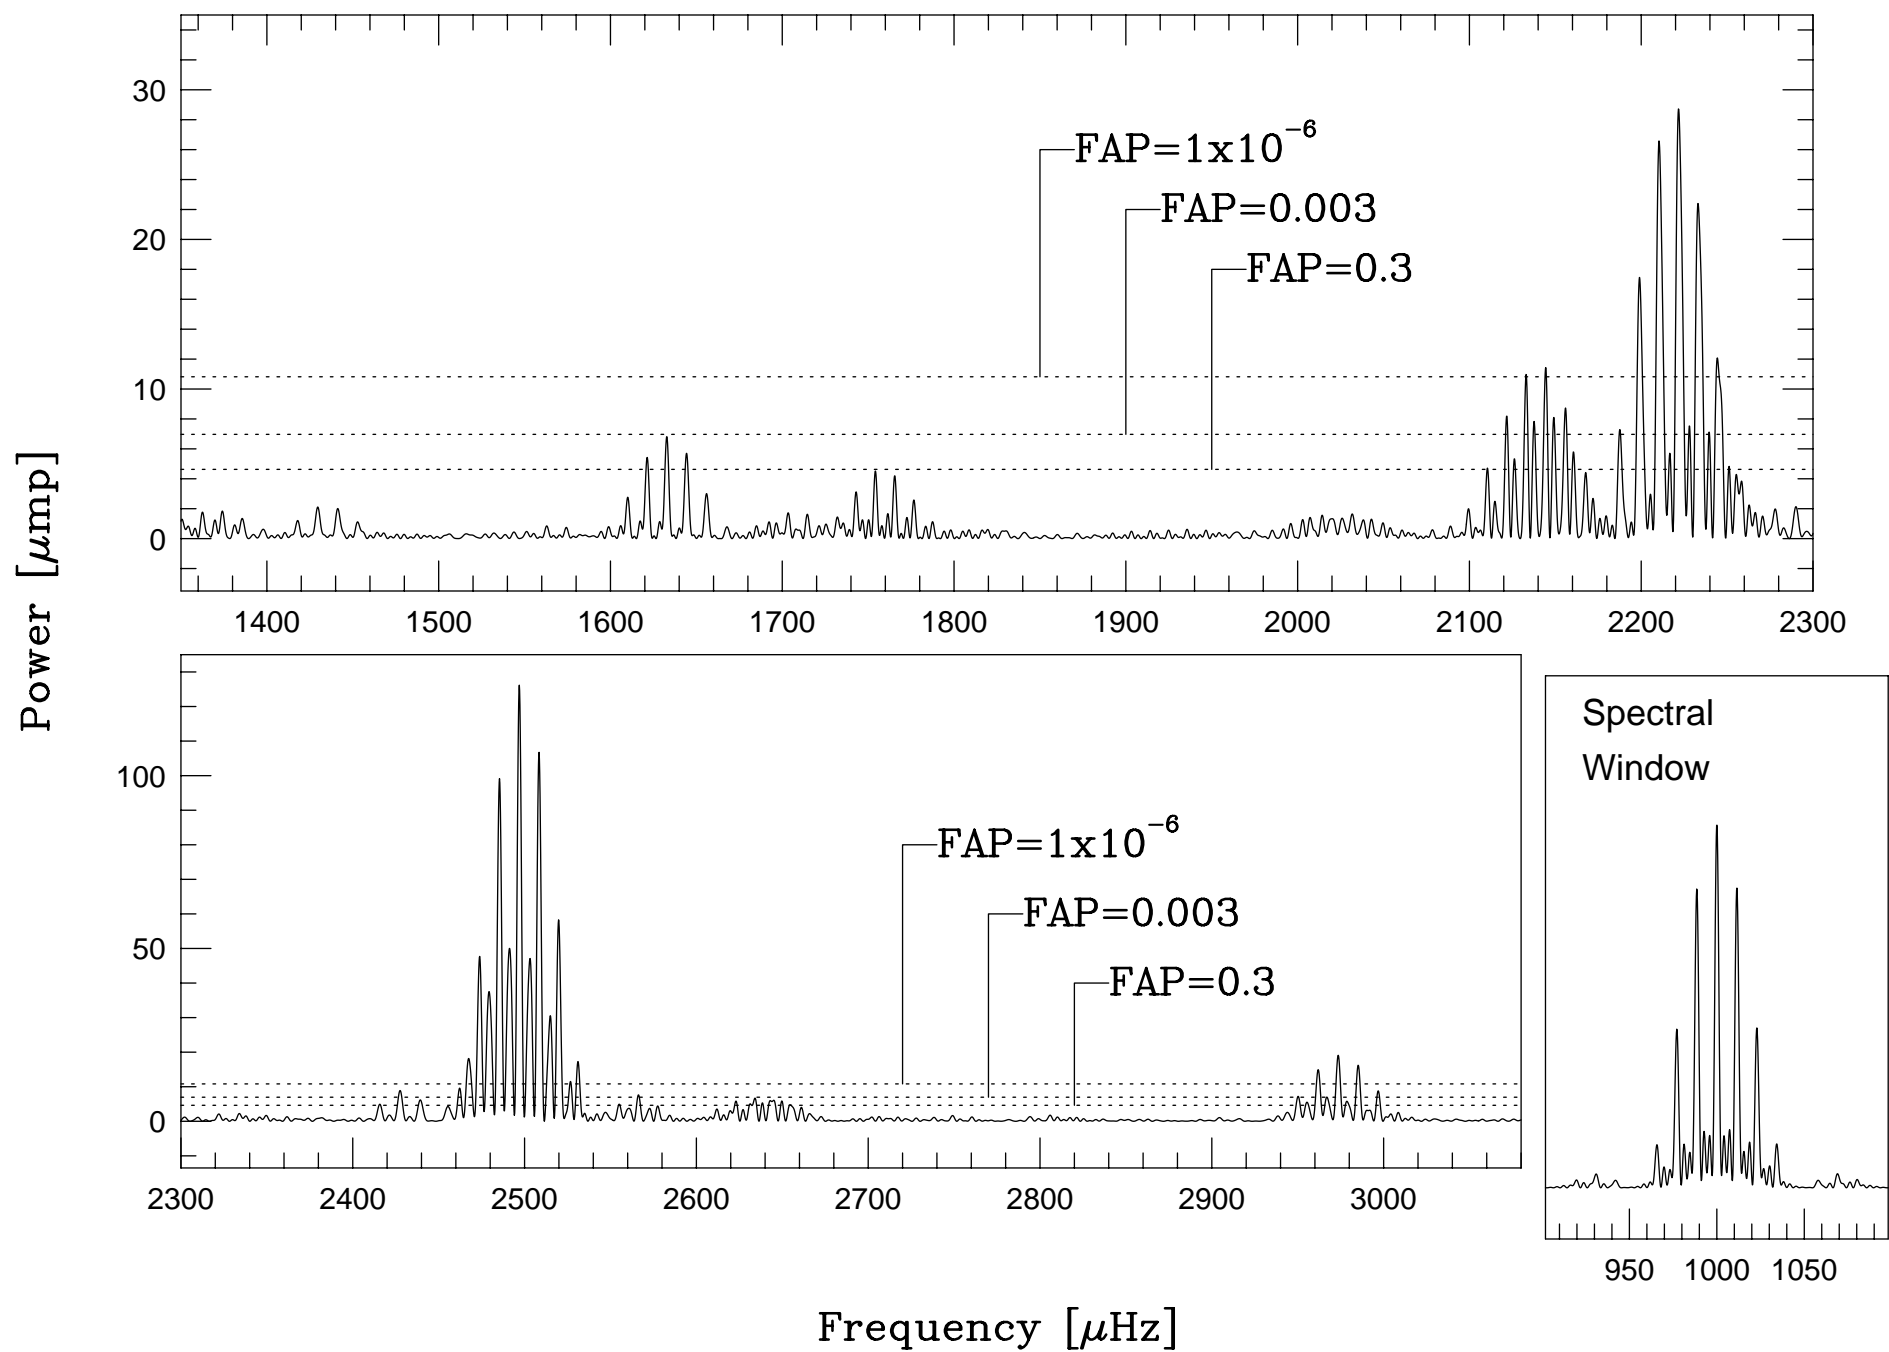 30
20
10
0
FAP=1x10⁻⁶
FAP=0.003
FAP=0.3
1400 1500 1600 1700 1800 1900 2000 2100 2200 2300
Power [μmp]
100
50
0
FAP=1x10⁻⁶
FAP=0.003
FAP=0.3
2300 2400 2500 2600 2700 2800 2900 3000
Spectral
Window
950 1000 1050
Frequency [μHz]